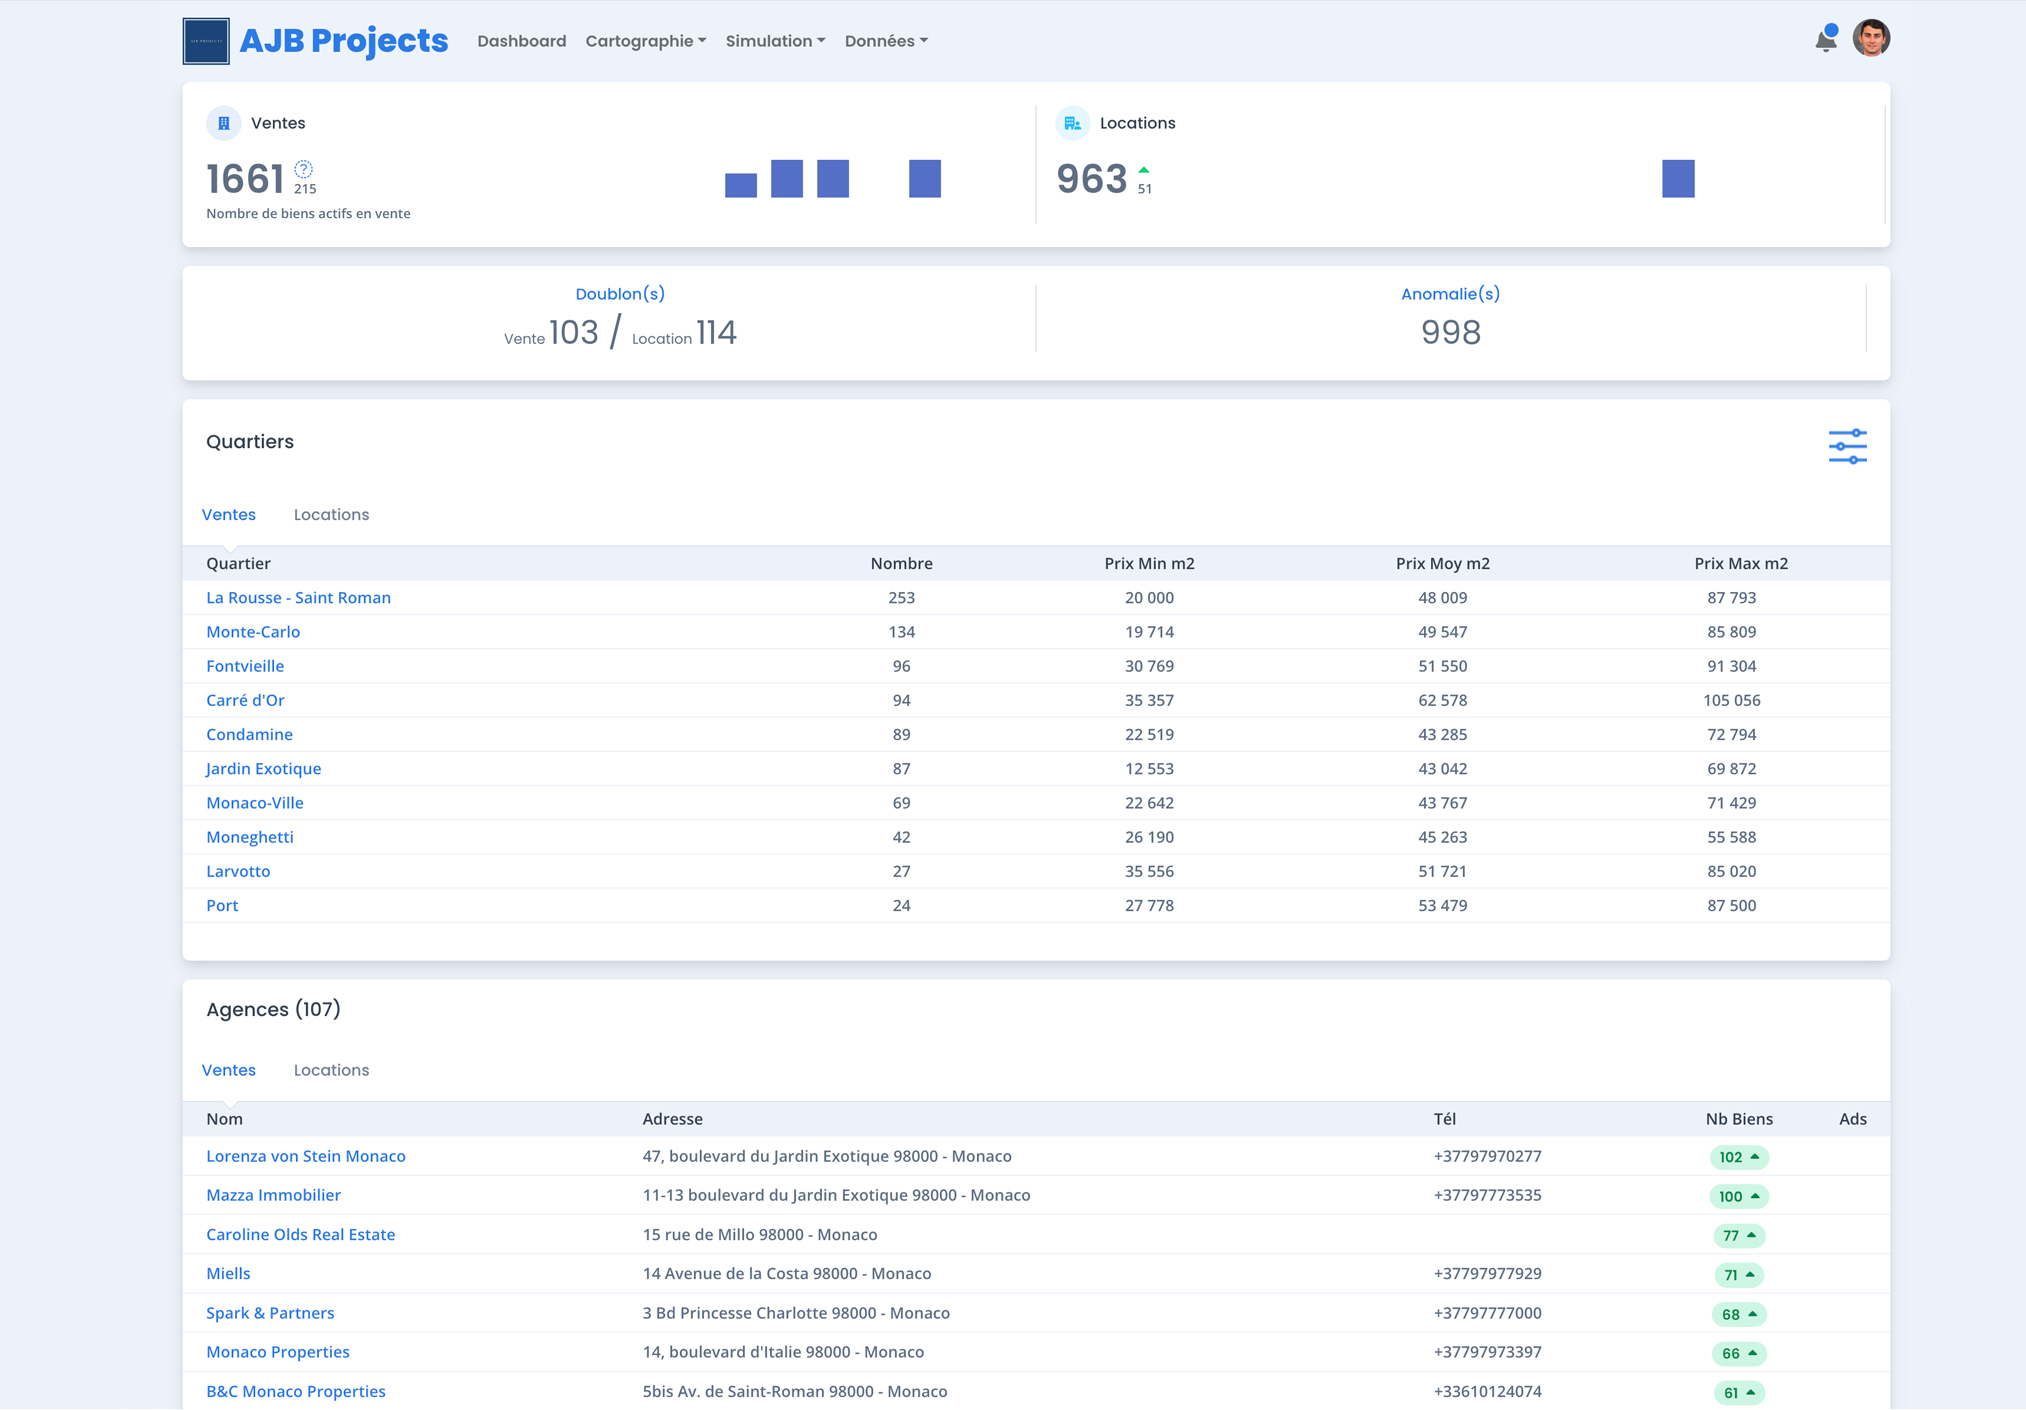 AJB PROJECTS
AJB Projects
Dashboard Cartographie Simulation Données
Ventes
1661
?
215
Nombre de biens actifs en vente
Locations
963
51
Doublon(s)
Vente 103 / Location 114
Anomalie(s)
998
Quartiers
Ventes Locations
Quartier Nombre Prix Min m2 Prix Moy m2 Prix Max m2
La Rousse - Saint Roman 253 20 000 48 009 87 793
Monte-Carlo 134 19 714 49 547 85 809
Fontvieille 96 30 769 51 550 91 304
Carré d'Or 94 35 357 62 578 105 056
Condamine 89 22 519 43 285 72 794
Jardin Exotique 87 12 553 43 042 69 872
Monaco-Ville 69 22 642 43 767 71 429
Moneghetti 42 26 190 45 263 55 588
Larvotto 27 35 556 51 721 85 020
Port 24 27 778 53 479 87 500
Agences (107)
Ventes Locations
Nom Adresse Tél Nb Biens Ads
Lorenza von Stein Monaco 47, boulevard du Jardin Exotique 98000 - Monaco +37797970277 102
Mazza Immobilier 11-13 boulevard du Jardin Exotique 98000 - Monaco +37797773535 100
Caroline Olds Real Estate 15 rue de Millo 98000 - Monaco 77
Miells 14 Avenue de la Costa 98000 - Monaco +37797977929 71
Spark & Partners 3 Bd Princesse Charlotte 98000 - Monaco +37797777000 68
Monaco Properties 14, boulevard d'Italie 98000 - Monaco +37797973397 66
B&C Monaco Properties 5bis Av. de Saint-Roman 98000 - Monaco +33610124074 61